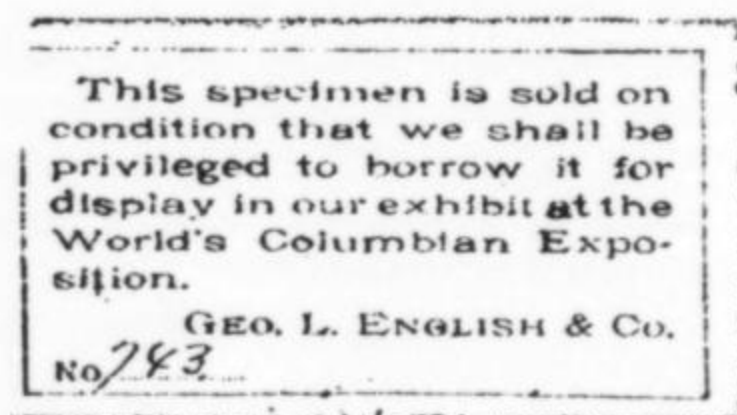 This specimen is sold on
condition that we shall be
privileged to borrow it for
display in our exhibit at the
World's Columbian Expo-
sition.
GEO. L. ENGLISH & CO.
No 743